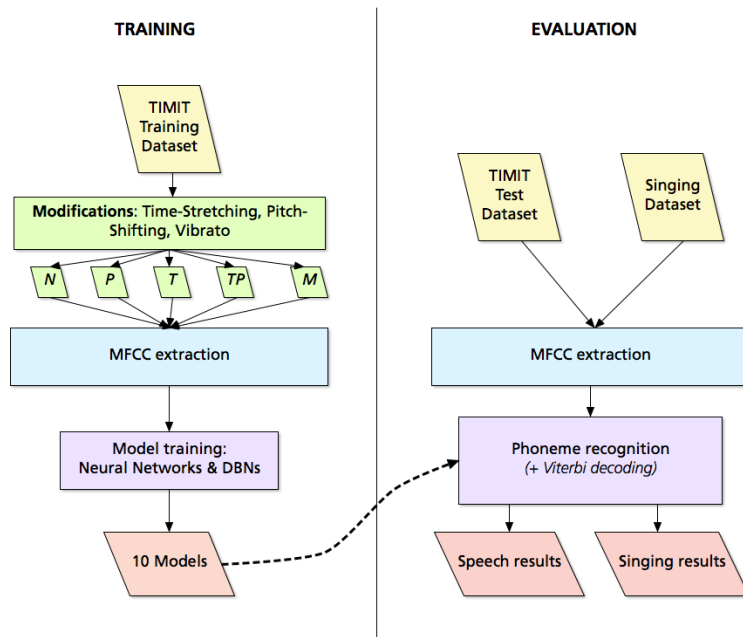 TRAINING
TIMIT
Training
Dataset
Modifications: Time-Stretching, Pitch-
Shifting, Vibrato
N
P
T
TP
M
MFCC extraction
Model training:
Neural Networks & DBNs
10 Models
EVALUATION
TIMIT
Test
Dataset
Singing
Dataset
MFCC extraction
Phoneme recognition
(+ Viterbi decoding)
Speech results
Singing results